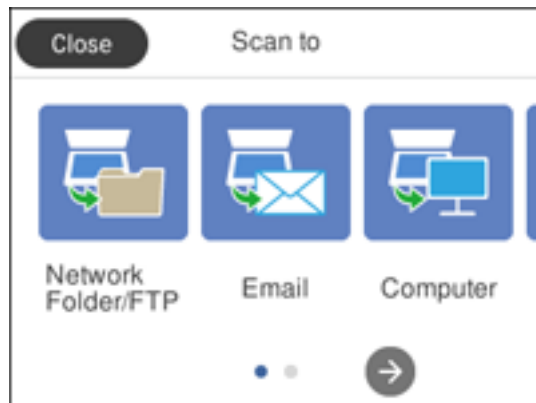 Close
Scan to
Network
Folder/FTP
Email
Computer